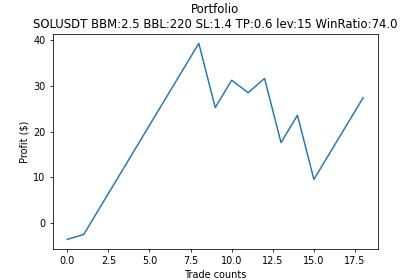 Portfolio
SOLUSDT BBM:2.5 BBL:220 SL:1.4 TP:0.6 lev:15 WinRatio:74.0
40
30
20
10
0
Profit ($)
0.0 2.5 5.0 7.5 10.0 12.5 15.0 17.5
Trade counts